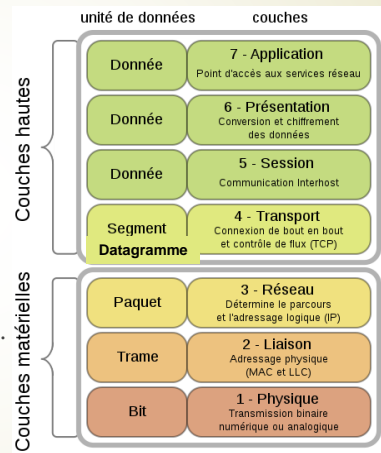 unité de données couches
Couches hautes
Donnée
7 - Application
Point d'accès aux services réseau
Donnée
6 - Présentation
Conversion et chiffrement
des données
Donnée
5 - Session
Communication Interhost
Segment
Datagramme
4 - Transport
Connexion de bout en bout
et contrôle de flux (TCP)
Couches matérielles
Paquet
3 - Réseau
Détermine le parcours
et l'adressage logique (IP)
Trame
2 - Liaison
Adressage physique
(MAC et LLC)
Bit
1 - Physique
Transmission binaire
numérique ou analogique